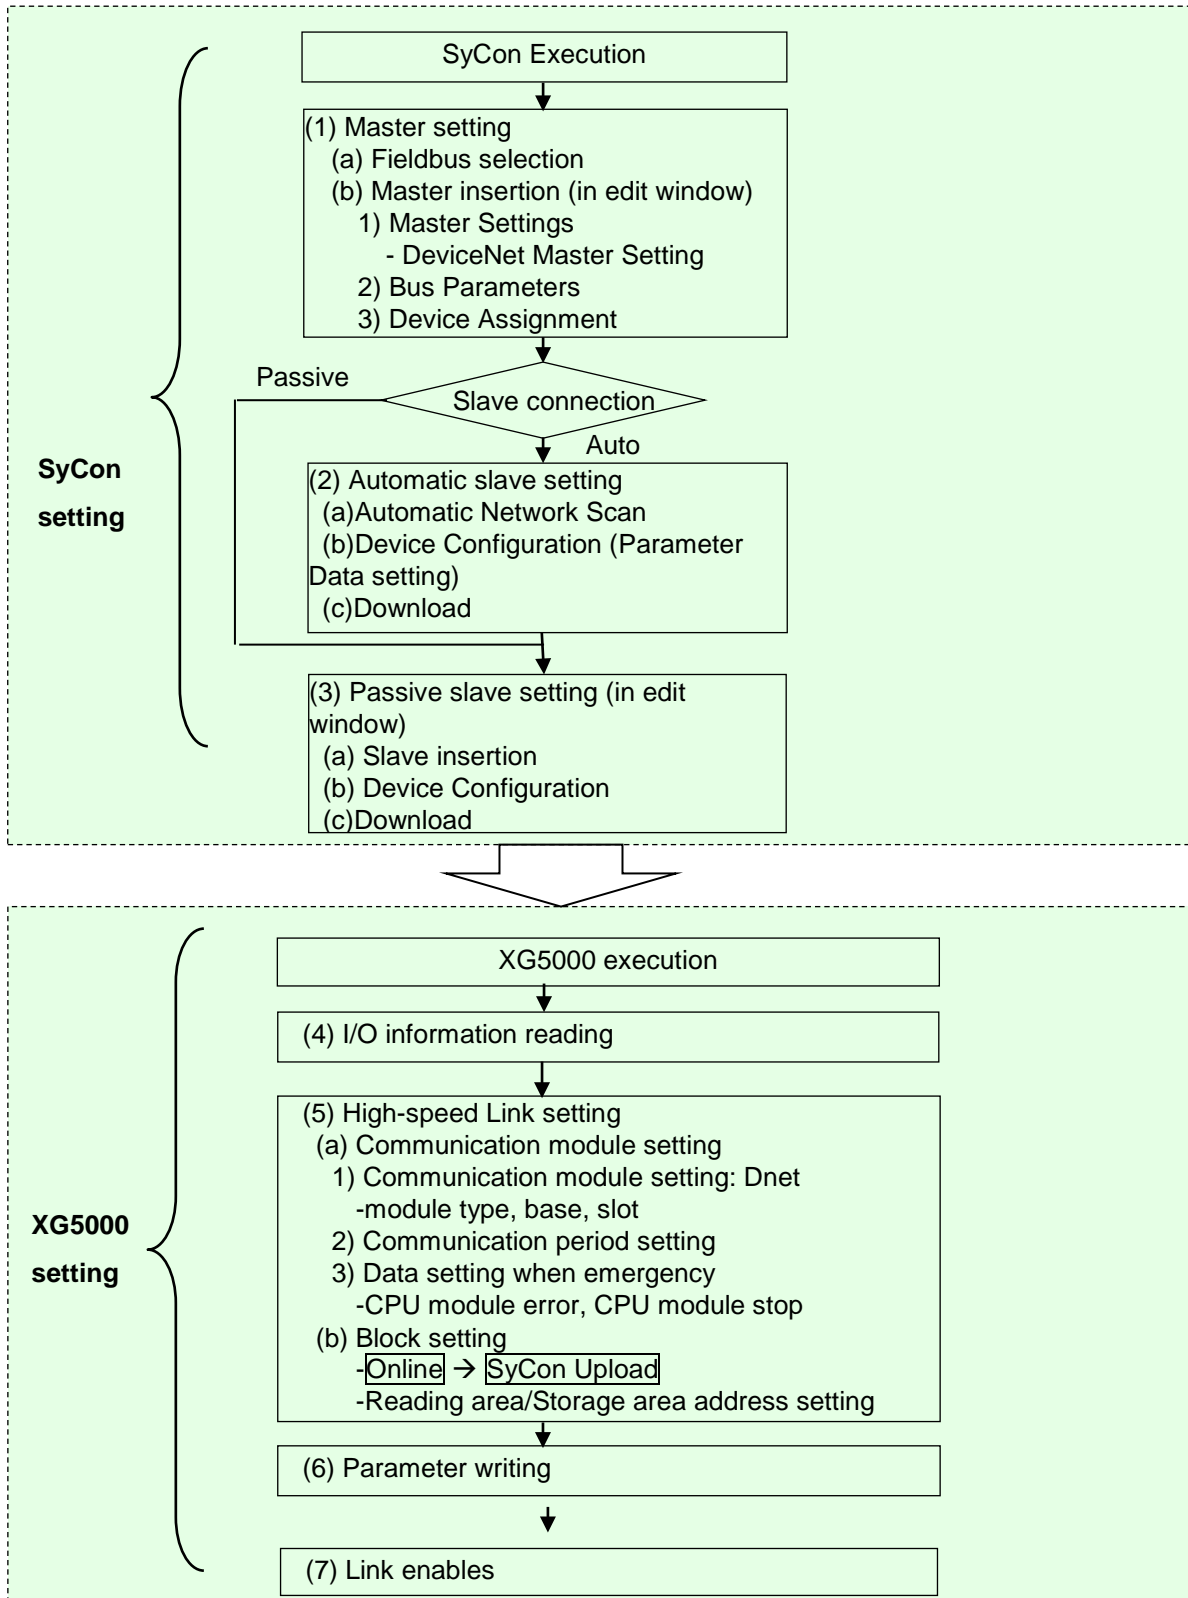 SyCon Execution
(1) Master setting
(a) Fieldbus selection
(b) Master insertion (in edit window)
1) Master Settings
- DeviceNet Master Setting
2) Bus Parameters
3) Device Assignment
Passive
Slave connection
Auto
SyCon
setting
(2) Automatic slave setting
(a)Automatic Network Scan
(b)Device Configuration (Parameter
Data setting)
(c)Download
(3) Passive slave setting (in edit
window)
(a) Slave insertion
(b) Device Configuration
(c)Download
XG5000 execution
(4) I/O information reading
(5) High-speed Link setting
(a) Communication module setting
1) Communication module setting: Dnet
-module type, base, slot
2) Communication period setting
3) Data setting when emergency
-CPU module error, CPU module stop
(b) Block setting
-Online → SyCon Upload
-Reading area/Storage area address setting
XG5000
setting
(6) Parameter writing
(7) Link enables